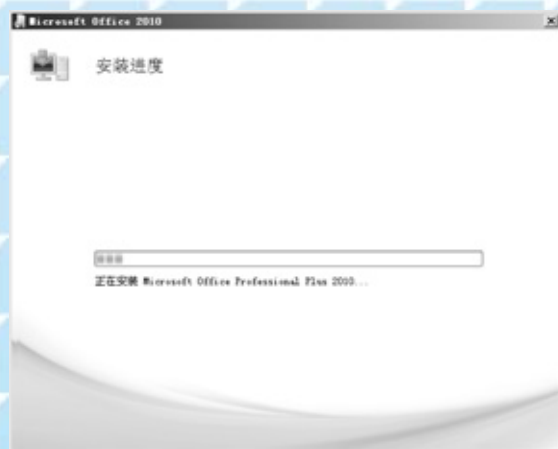 Microsoft Office 2010
安装进度
正在安装 Microsoft Office Professional Plus 2010...